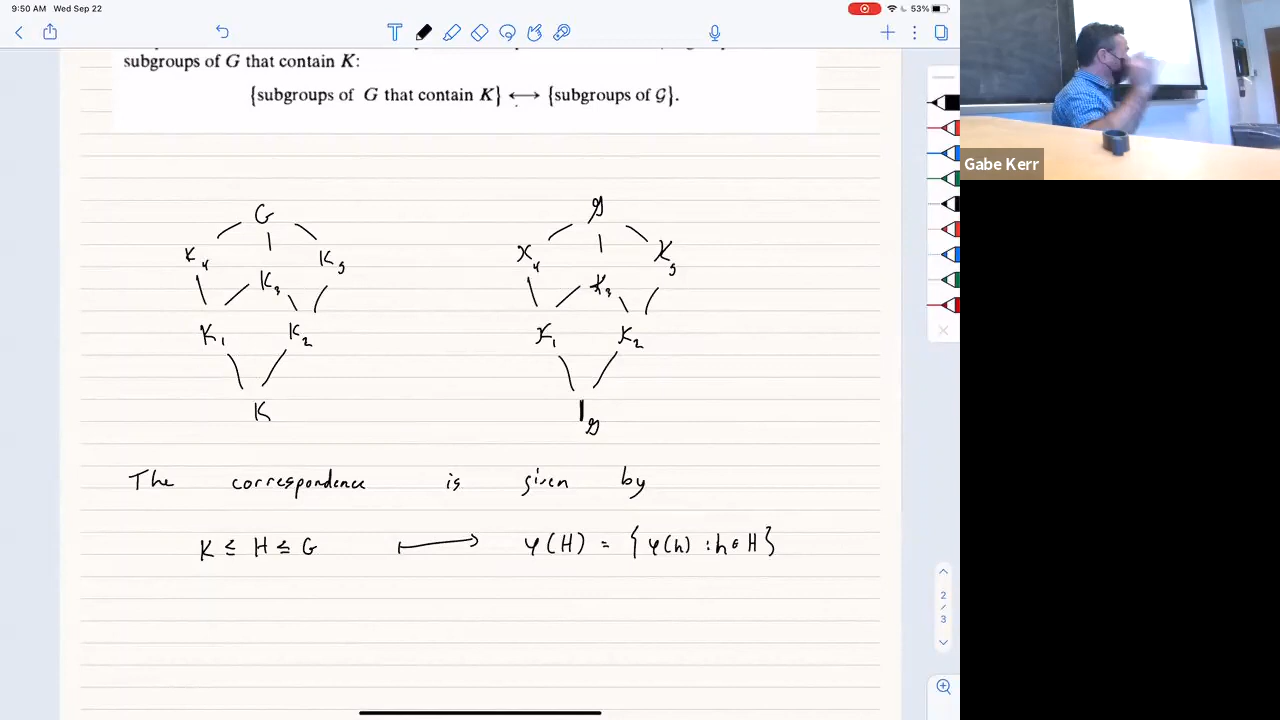 9:50 AM Wed Sep 22
53%
subgroups of G that contain K:
{subgroups of G that contain K} ⟷ {subgroups of 𝒢}.
Gabe Kerr
G 𝒢
K₄ K₅ 𝒦₄ 𝒦₅
K₃ 𝒦₃
K₁ K₂ 𝒦₁ 𝒦₂
K 1_𝒢
The correspondence is given by
K ≤ H ≤ G ⟼ φ(H) = {φ(h) : h ∈ H}
2
/
3